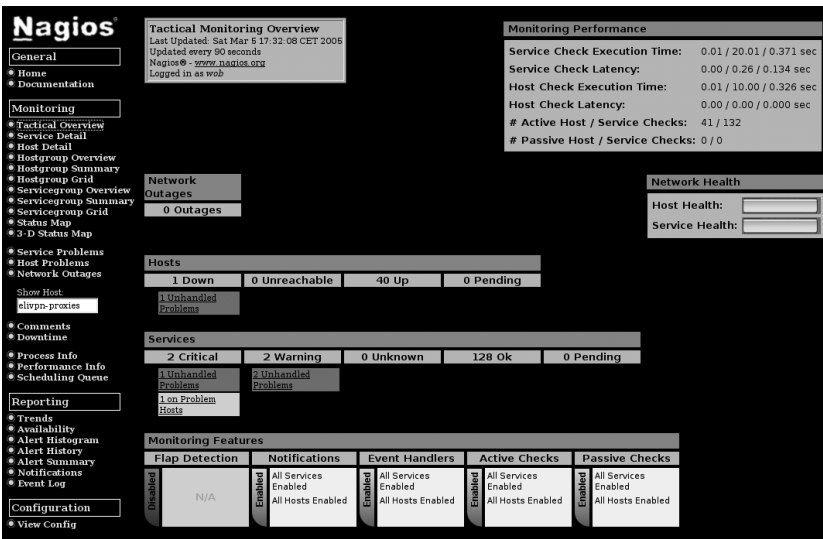 Nagios®
General
Home
Documentation
Monitoring
Tactical Overview
Service Detail
Host Detail
Hostgroup Overview
Hostgroup Summary
Hostgroup Grid
Servicegroup Overview
Servicegroup Summary
Servicegroup Grid
Status Map
3-D Status Map
Service Problems
Host Problems
Network Outages
Show Host:
elivpn-proxies
Comments
Downtime
Process Info
Performance Info
Scheduling Queue
Reporting
Trends
Availability
Alert Histogram
Alert History
Alert Summary
Notifications
Event Log
Configuration
View Config
Tactical Monitoring Overview
Last Updated: Sat Mar 5 17:32:08 CET 2005
Updated every 90 seconds
Nagios® - www.nagios.org
Logged in as wob
Monitoring Performance
Service Check Execution Time: 0.01 / 20.01 / 0.371 sec
Service Check Latency: 0.00 / 0.26 / 0.134 sec
Host Check Execution Time: 0.01 / 10.00 / 0.326 sec
Host Check Latency: 0.00 / 0.00 / 0.000 sec
# Active Host / Service Checks: 41 / 132
# Passive Host / Service Checks: 0 / 0
Network
Outages
0 Outages
Network Health
Host Health:
Service Health:
Hosts
1 Down 0 Unreachable 40 Up 0 Pending
1 Unhandled
Problems
Services
2 Critical 2 Warning 0 Unknown 128 Ok 0 Pending
1 Unhandled
Problems
2 Unhandled
Problems
1 on Problem
Hosts
Monitoring Features
Flap Detection Notifications Event Handlers Active Checks Passive Checks
Disabled
N/A
Enabled
All Services
Enabled
All Hosts Enabled
Enabled
All Services
Enabled
All Hosts Enabled
Enabled
All Services
Enabled
All Hosts Enabled
Enabled
All Services
Enabled
All Hosts Enabled